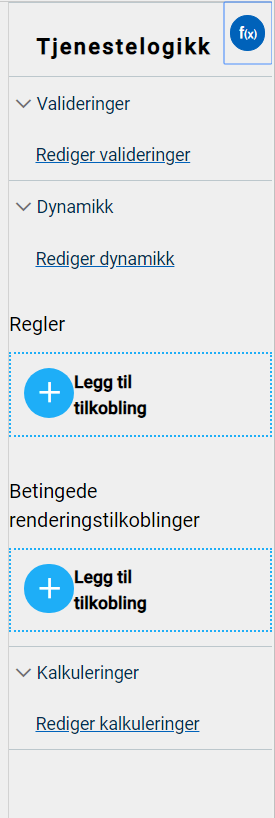 Tjenestelogikk
f(x)
Valideringer
Rediger valideringer
Dynamikk
Rediger dynamikk
Regler
Legg til
tilkobling
Betingede
renderingstilkoblinger
Legg til
tilkobling
Kalkuleringer
Rediger kalkuleringer